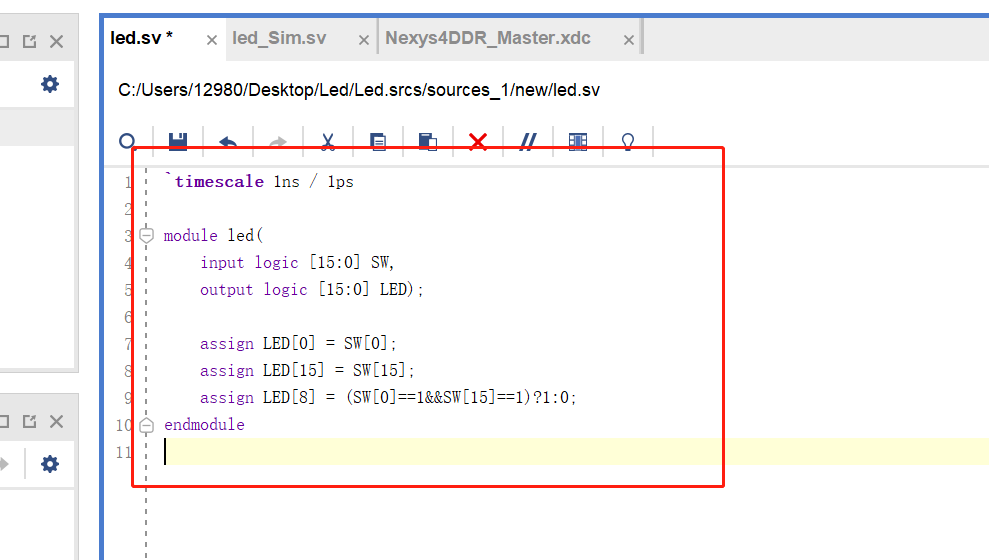 led.sv *
led_Sim.sv
Nexys4DDR_Master.xdc
C:/Users/12980/Desktop/Led/Led.srcs/sources_1/new/led.sv
1 `timescale 1ns / 1ps
2
3 module led(
4 input logic [15:0] SW,
5 output logic [15:0] LED);
6
7 assign LED[0] = SW[0];
8 assign LED[15] = SW[15];
9 assign LED[8] = (SW[0]==1&&SW[15]==1)?1:0;
10 endmodule
11